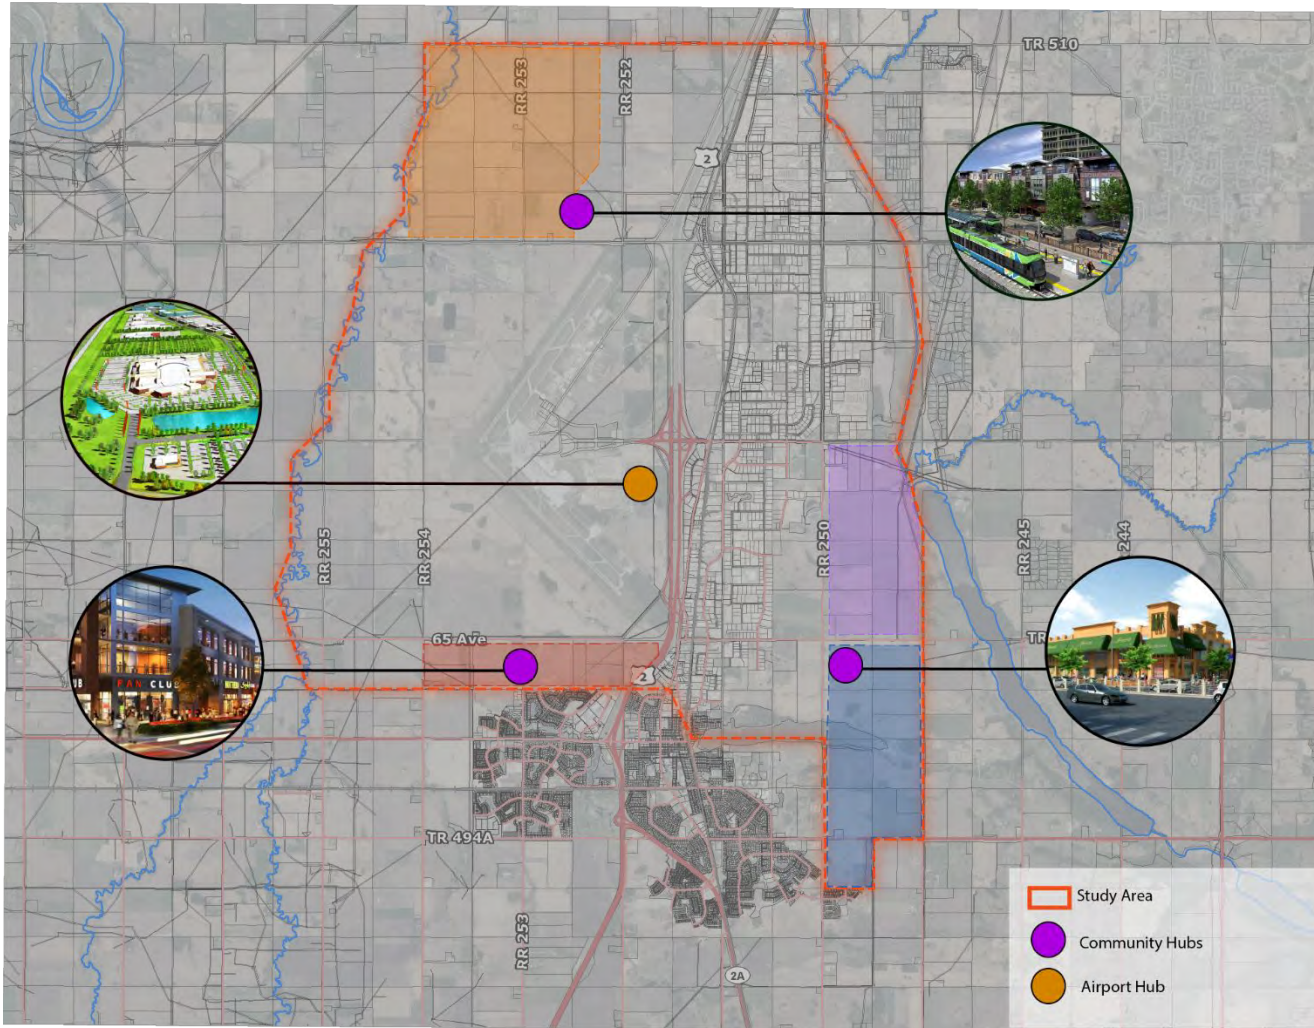 TR 510
RR 253
RR 252
2
RR 255
RR 254
RR 250
RR 245
244
65 Ave
TR
2
FAN CLUB
TR 494A
RR 253
2A
Study Area
Community Hubs
Airport Hub